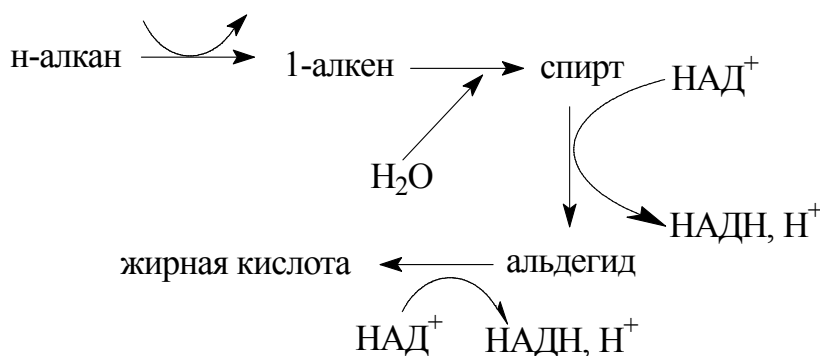 н-алкан
1-алкен
спирт
НАД⁺
H₂O
НАДН, H⁺
жирная кислота
альдегид
НАД⁺
НАДН, H⁺